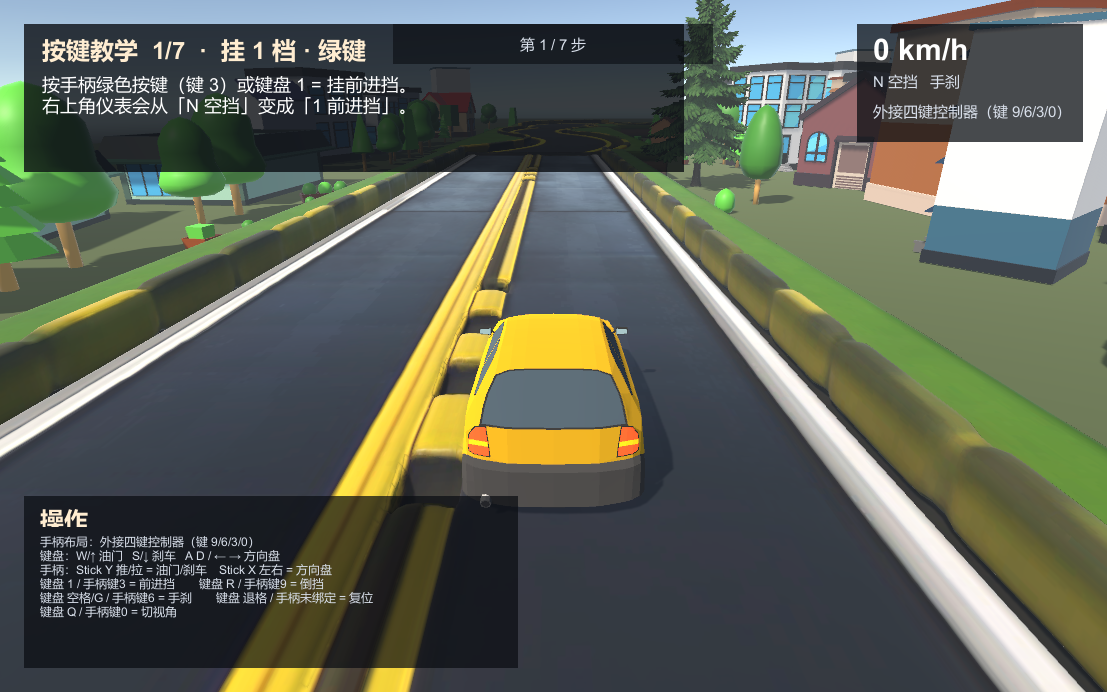 按键教学 1/7 · 挂 1 档 · 绿键
按手柄绿色按键（键 3）或键盘 1 = 挂前进挡。
右上角仪表会从「N 空挡」变成「1 前进挡」。
第 1 / 7 步
0 km/h
N 空挡 手刹
外接四键控制器（键 9/6/3/0）
操作
手柄布局：外接四键控制器（键 9/6/3/0）
键盘：W/↑ 油门 S/↓ 刹车 A D / ← → 方向盘
手柄：Stick Y 推/拉 = 油门/刹车 Stick X 左右 = 方向盘
键盘 1 / 手柄键3 = 前进挡 键盘 R / 手柄键9 = 倒挡
键盘 空格/G / 手柄键6 = 手刹 键盘 退格 / 手柄未绑定 = 复位
键盘 Q / 手柄键0 = 切视角